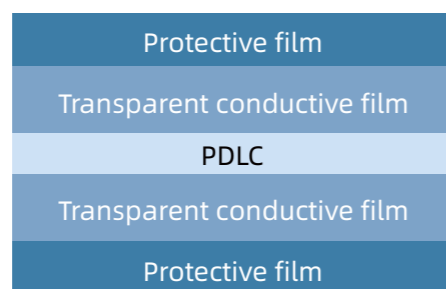 Protective film
Transparent conductive film
PDLC
Transparent conductive film
Protective film